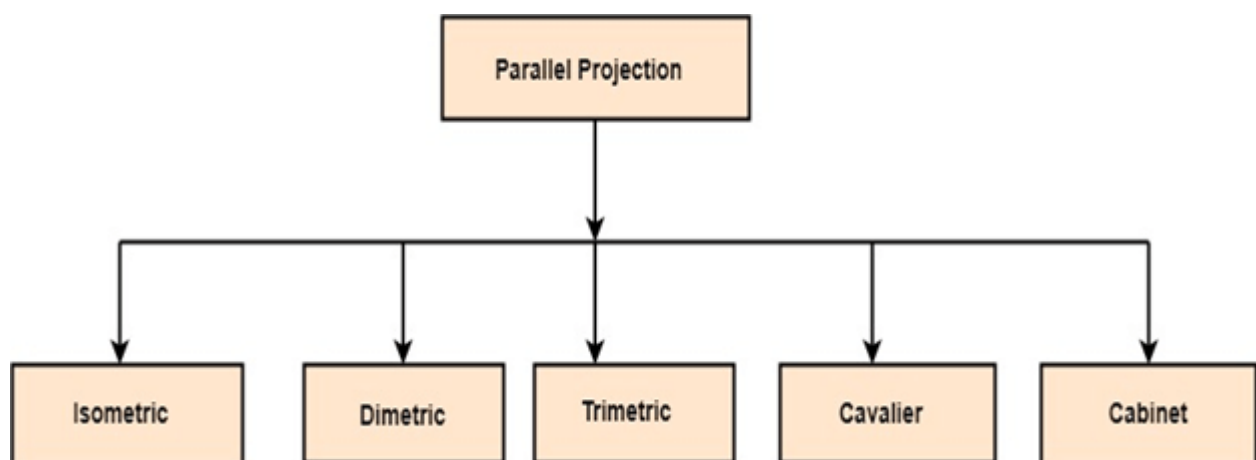 Parallel Projection
Isometric
Dimetric
Trimetric
Cavalier
Cabinet